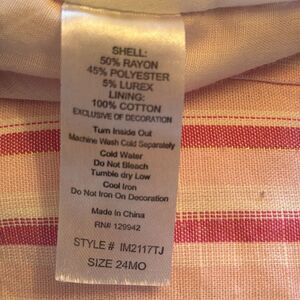 SHELL:
50% RAYON
45% POLYESTER
5% LUREX
LINING:
100% COTTON
EXCLUSIVE OF DECORATION
Turn Inside Out
Machine Wash Cold Separately
Cold Water
Do Not Bleach
Tumble dry Low
Cool Iron
Do Not Iron On Decoration
Made in China
RN# 129942
STYLE# IM2117TJ
SIZE 24MO